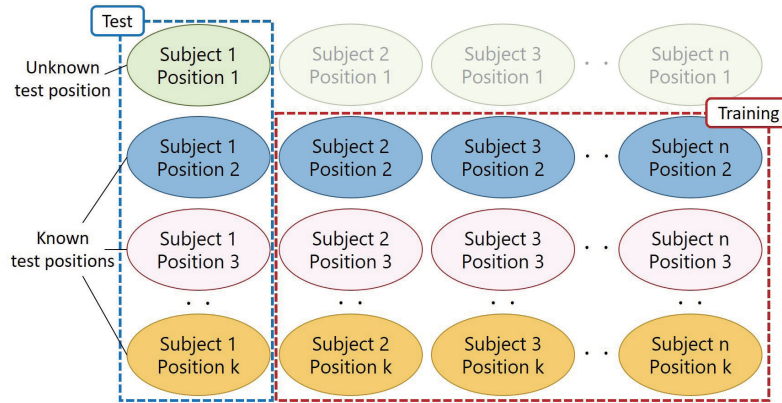 Test
Subject 1
Position 1
Subject 2
Position 1
Subject 3
Position 1
. .
Subject n
Position 1
Unknown
test position
Training
Subject 1
Position 2
Subject 2
Position 2
Subject 3
Position 2
. .
Subject n
Position 2
Known
test positions
Subject 1
Position 3
Subject 2
Position 3
Subject 3
Position 3
. .
Subject n
Position 3
. . . . . . . .
Subject 1
Position k
Subject 2
Position k
Subject 3
Position k
. .
Subject n
Position k